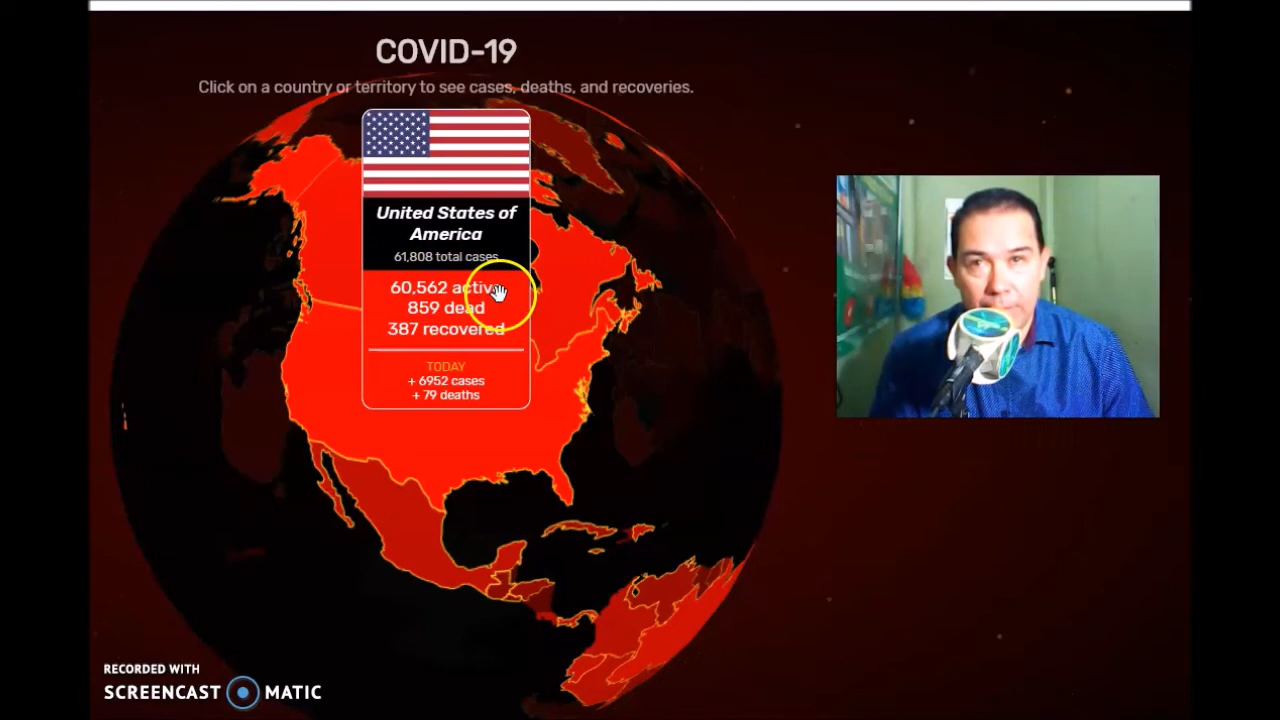 COVID-19
Click on a country or territory to see cases, deaths, and recoveries.
United States of
America
61,808 total cases
60,562 active
859 dead
387 recovered
TODAY
+ 6952 cases
+ 79 deaths
RECORDED WITH
SCREENCAST MATIC